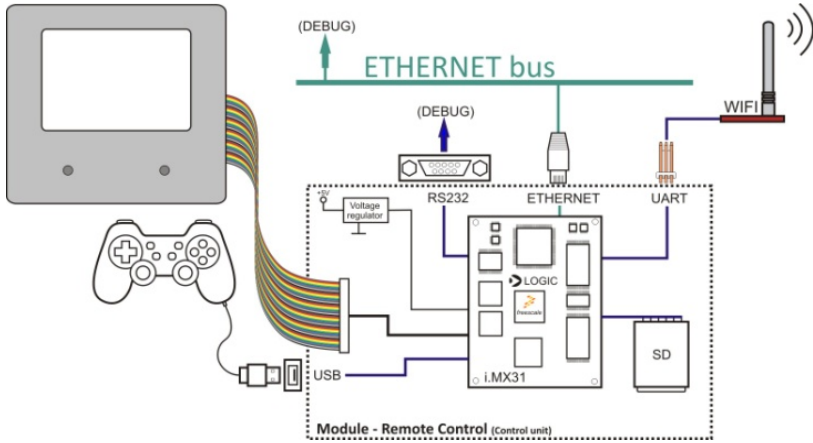 (DEBUG)
ETHERNET bus
(DEBUG)
WIFI
RS232
ETHERNET
UART
+5V
Voltage
regulator
LOGIC
freescale
SD
USB
i.MX31
Module - Remote Control (Control unit)